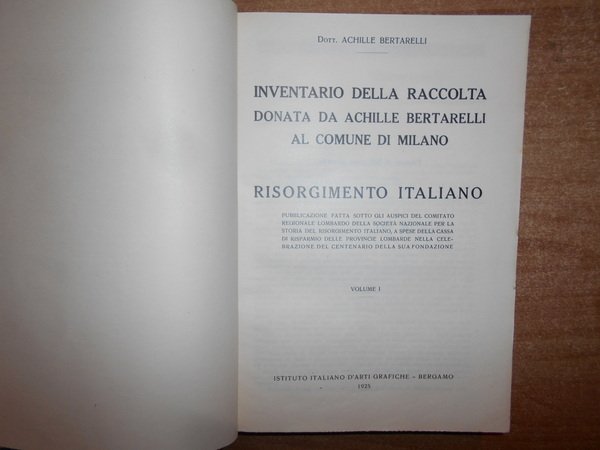 Dott. ACHILLE BERTARELLI
INVENTARIO DELLA RACCOLTA
DONATA DA ACHILLE BERTARELLI
AL COMUNE DI MILANO
RISORGIMENTO ITALIANO
PUBBLICAZIONE FATTA SOTTO GLI AUSPICI DEL COMITATO
REGIONALE LOMBARDO DELLA SOCIETÀ NAZIONALE PER LA
STORIA DEL RISORGIMENTO ITALIANO, A SPESE DELLA CASSA
DI RISPARMIO DELLE PROVINCIE LOMBARDE NELLA CELE-
BRAZIONE DEL CENTENARIO DELLA SUA FONDAZIONE
VOLUME I
ISTITUTO ITALIANO D'ARTI GRAFICHE - BERGAMO
1925